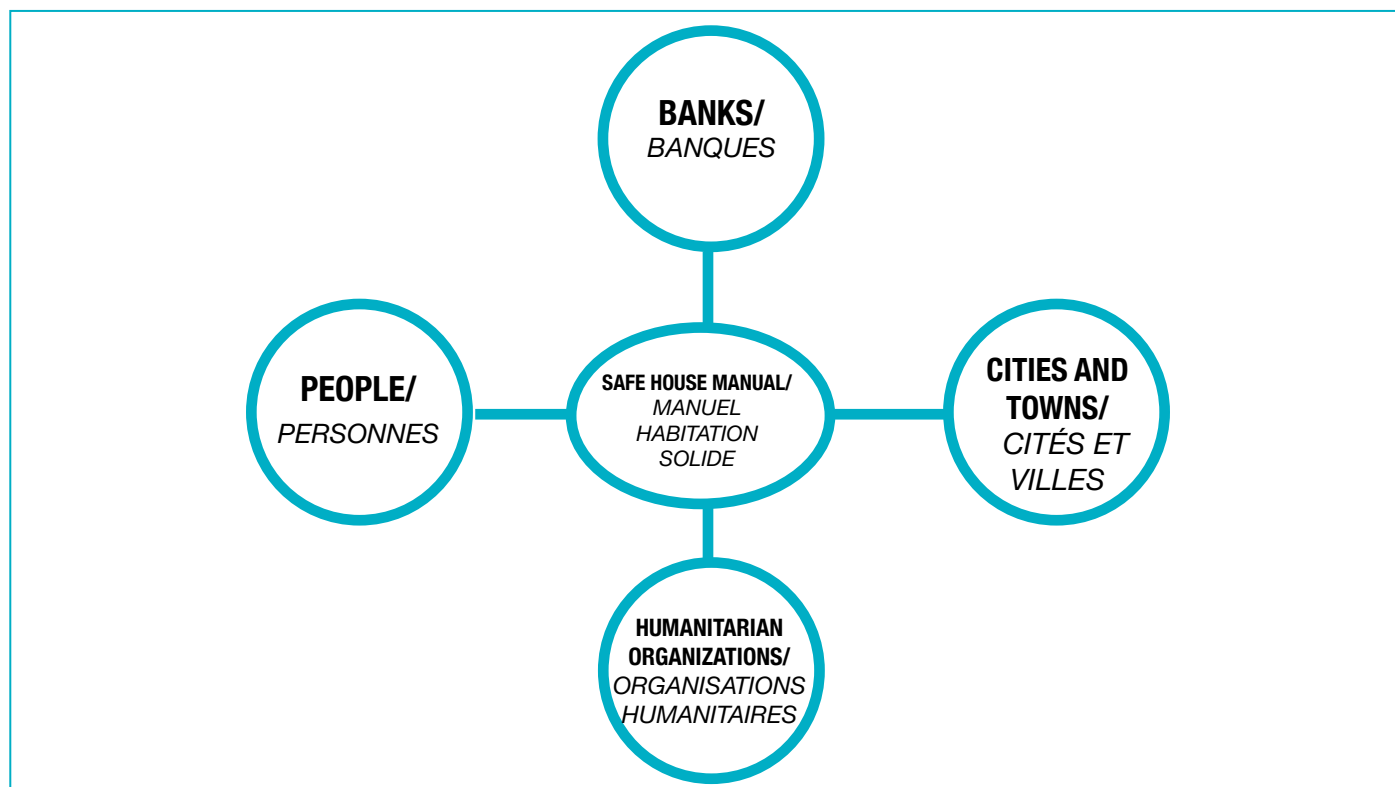 BANKS/
BANQUES
PEOPLE/
PERSONNES
SAFE HOUSE MANUAL/
MANUEL
HABITATION
SOLIDE
CITIES AND
TOWNS/
CITÉS ET
VILLES
HUMANITARIAN
ORGANIZATIONS/
ORGANISATIONS
HUMANITAIRES